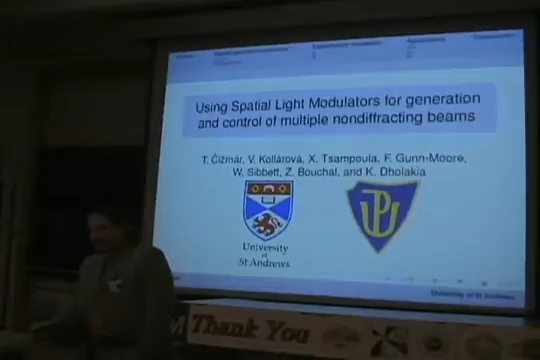 Using Spatial Light Modulators for generation
and control of multiple nondiffracting beams
T. Čižmár, V. Kollárová, X. Tsampoula, F. Gunn-Moore,
W. Sibbett, Z. Bouchal, and K. Dholakia
University
of
St Andrews
UP
University of St Andrews
Thank You